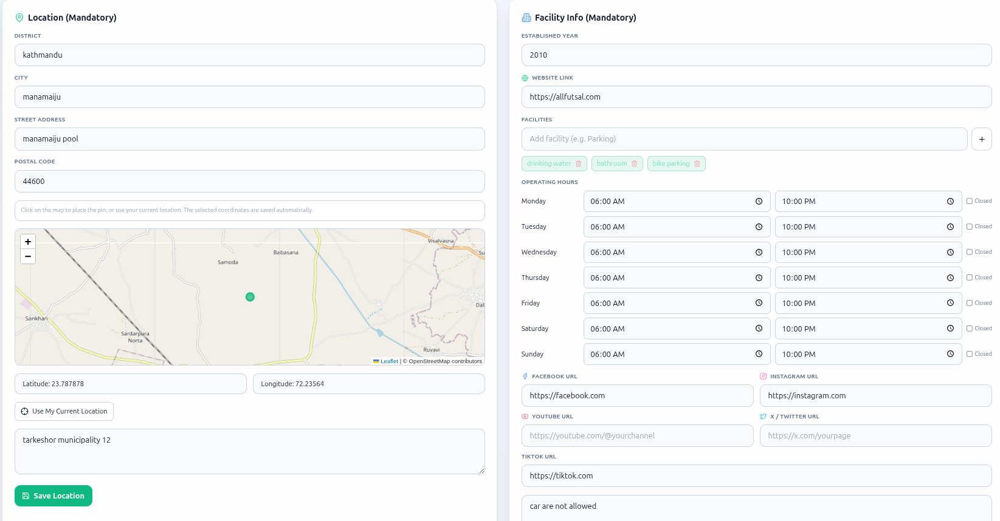 Location (Mandatory)
DISTRICT
kathmandu
CITY
manamaiju
STREET ADDRESS
manamaiju pool
POSTAL CODE
44600
Click on the map to place the pin, or use your current location. The selected coordinates are saved automatically.
+
−
Visalvasna
Babasana
Samoda
Su
Dat
Patan
Sankhari
Sardarpura
Norta
Ruvavi
Leaflet | © OpenStreetMap contributors
Latitude: 23.787878
Longitude: 72.23564
Use My Current Location
tarkeshor municipality 12
Save Location
Facility Info (Mandatory)
ESTABLISHED YEAR
2010
WEBSITE LINK
https://allfutsal.com
FACILITIES
Add facility (e.g. Parking)
+
drinking water bathroom bike parking
OPERATING HOURS
Monday 06:00 AM 10:00 PM Closed
Tuesday 06:00 AM 10:00 PM Closed
Wednesday 06:00 AM 10:00 PM Closed
Thursday 06:00 AM 10:00 PM Closed
Friday 06:00 AM 10:00 PM Closed
Saturday 06:00 AM 10:00 PM Closed
Sunday 06:00 AM 10:00 PM Closed
FACEBOOK URL INSTAGRAM URL
https://facebook.com https://instagram.com
YOUTUBE URL X / TWITTER URL
https://youtube.com/@yourchannel https://x.com/yourpage
TIKTOK URL
https://tiktok.com
car are not allowed